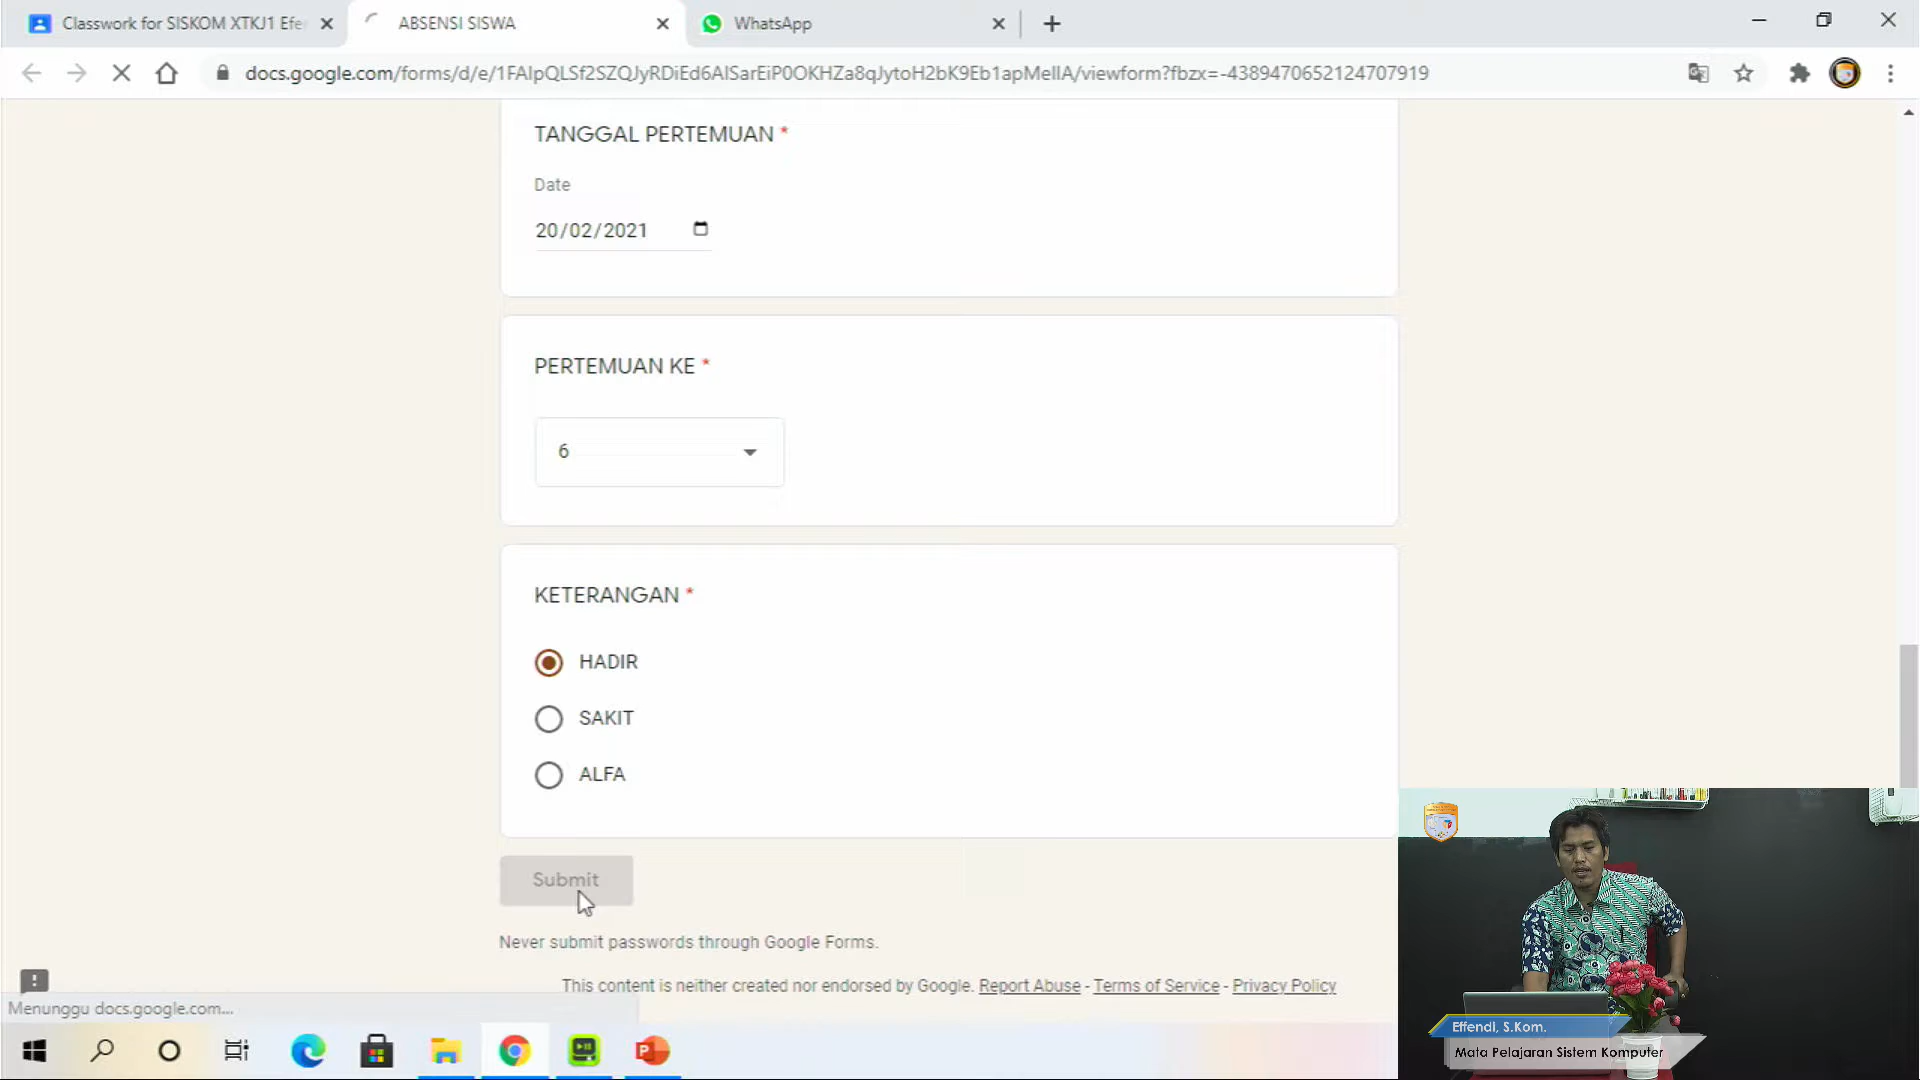 Classwork for SISKOM XTKJ1 Efe
ABSENSI SISWA
WhatsApp
docs.google.com/forms/d/e/1FAIpQLSf2SZQJyRDiEd6AISarEiP0OKHZa8qJytoH2bK9Eb1apMellA/viewform?fbzx=-4389470652124707919
TANGGAL PERTEMUAN *
Date
20/02/2021
PERTEMUAN KE *
6
KETERANGAN *
HADIR
SAKIT
ALFA
Submit
Never submit passwords through Google Forms.
This content is neither created nor endorsed by Google. Report Abuse - Terms of Service - Privacy Policy
Menunggu docs.google.com...
Effendi, S.Kom.
Mata Pelajaran Sistem Komputer